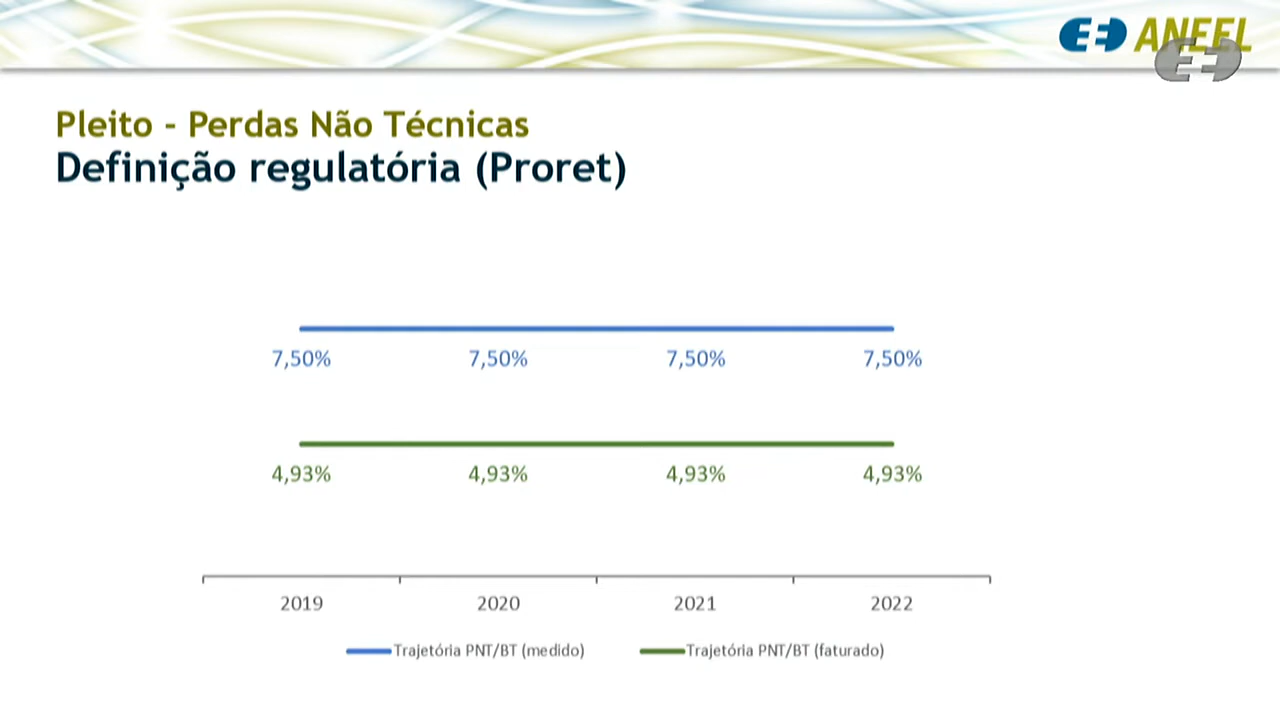 ANEEL
Pleito - Perdas Não Técnicas
Definição regulatória (Proret)
7,50% 7,50% 7,50% 7,50%
4,93% 4,93% 4,93% 4,93%
2019 2020 2021 2022
Trajetória PNT/BT (medido) Trajetória PNT/BT (faturado)